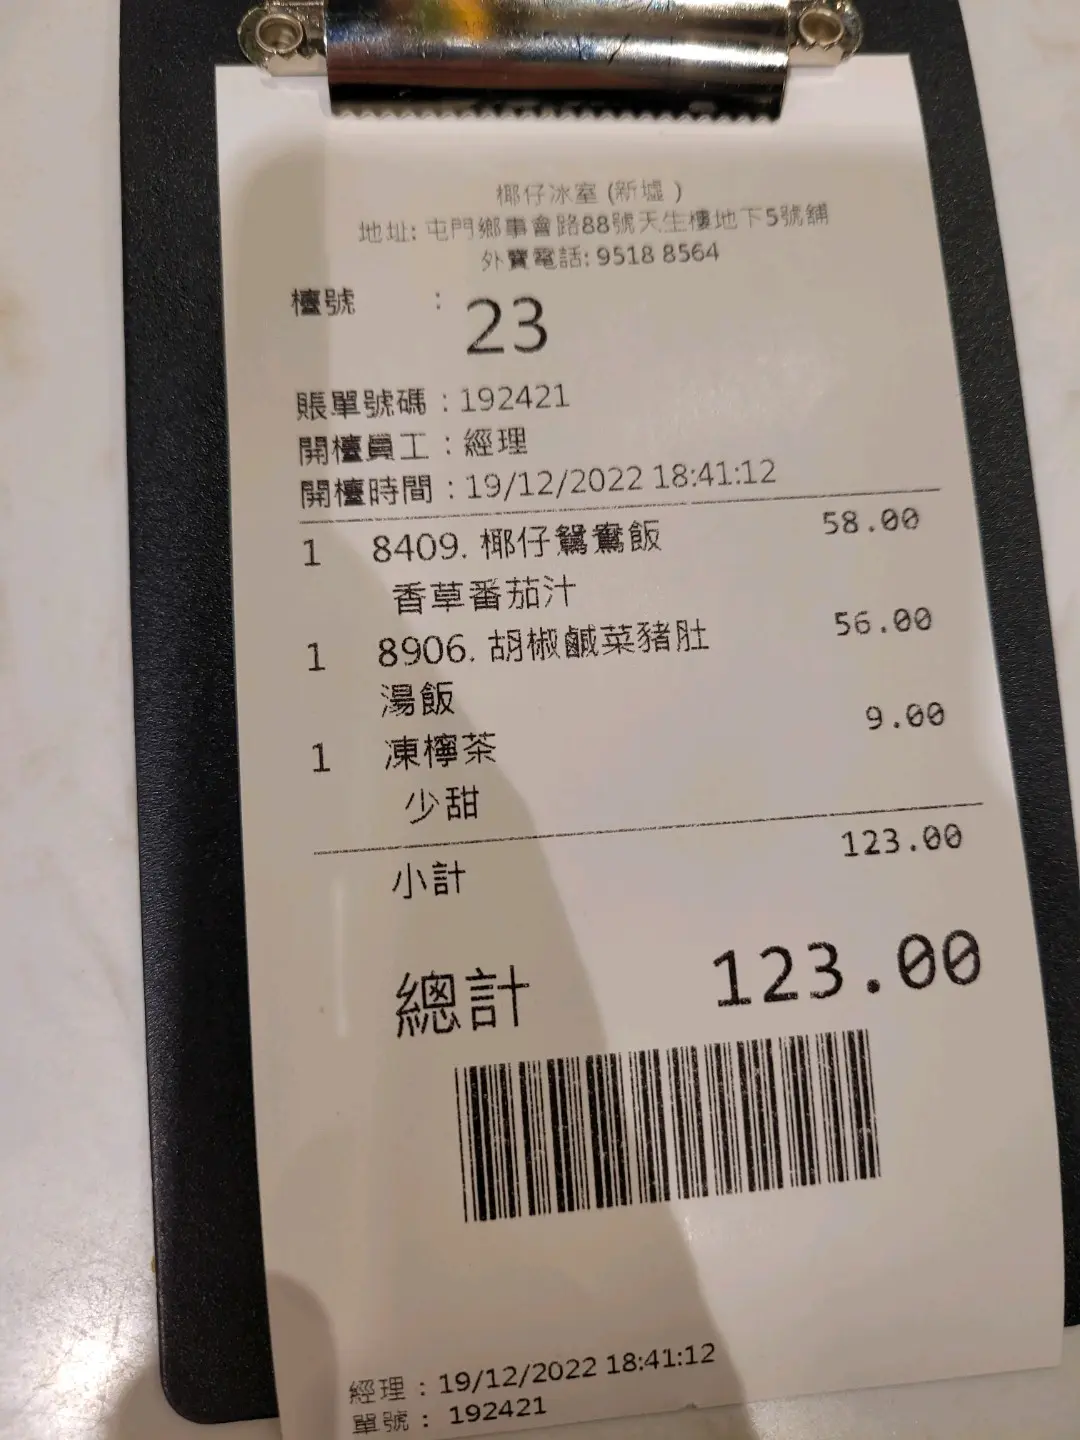 椰仔冰室 (新墟 )
地址: 屯門鄉事會路88號天生樓地下5號舖
外賣電話: 9518 8564
檯號 : 23
賬單號碼 : 192421
開檯員工 : 經理
開檯時間 : 19/12/2022 18:41:12
1 8409. 椰仔鴛鴦飯 58.00
香草番茄汁
1 8906. 胡椒鹹菜豬肚 56.00
湯飯
1 凍檸茶 9.00
少甜
小計 123.00
總計 123.00
經理 : 19/12/2022 18:41:12
單號 : 192421